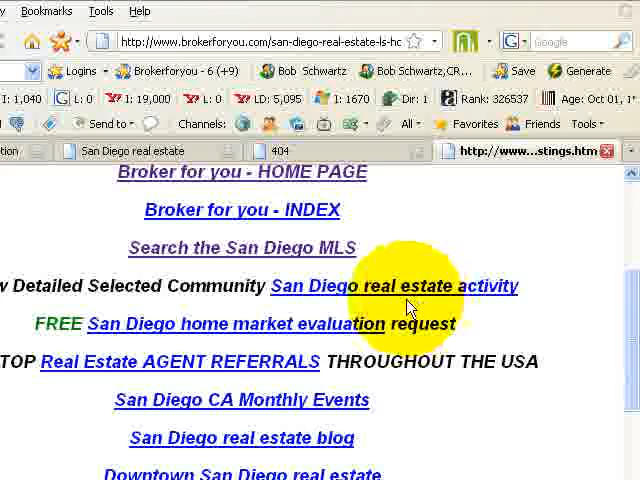 y Bookmarks Tools Help
http://www.brokerforyou.com/san-diego-real-estate-ls-hc G Google
Logins Brokerforyou - 6 (+9) Bob Schwartz Bob Schwartz,CR... Save Generate
I: 1,040 L: 0 I: 19,000 L: 0 LD: 5,095 I: 1670 Dir: 1 Rank: 326537 Age: Oct 01, 1
Send to Channels: All Favorites Friends Tools
tion San Diego real estate 404 http://www...stings.htm
Broker for you - HOME PAGE
Broker for you - INDEX
Search the San Diego MLS
w Detailed Selected Community San Diego real estate activity
FREE San Diego home market evaluation request
TOP Real Estate AGENT REFERRALS THROUGHOUT THE USA
San Diego CA Monthly Events
San Diego real estate blog
Downtown San Diego real estate